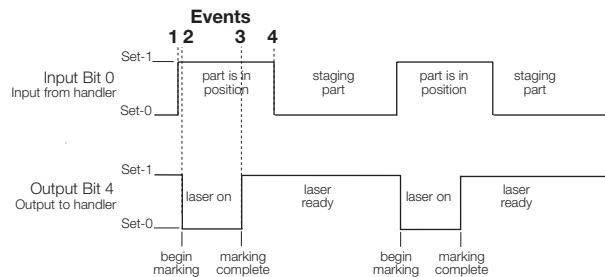 Events
1 2 3 4
Set-1
Input Bit 0
Input from handler
Set-0
part is in
position
staging
part
part is in
position
staging
part
Set-1
Output Bit 4
Output to handler
Set-0
laser on
laser
ready
laser on
laser
ready
begin
marking
marking
complete
begin
marking
marking
complete